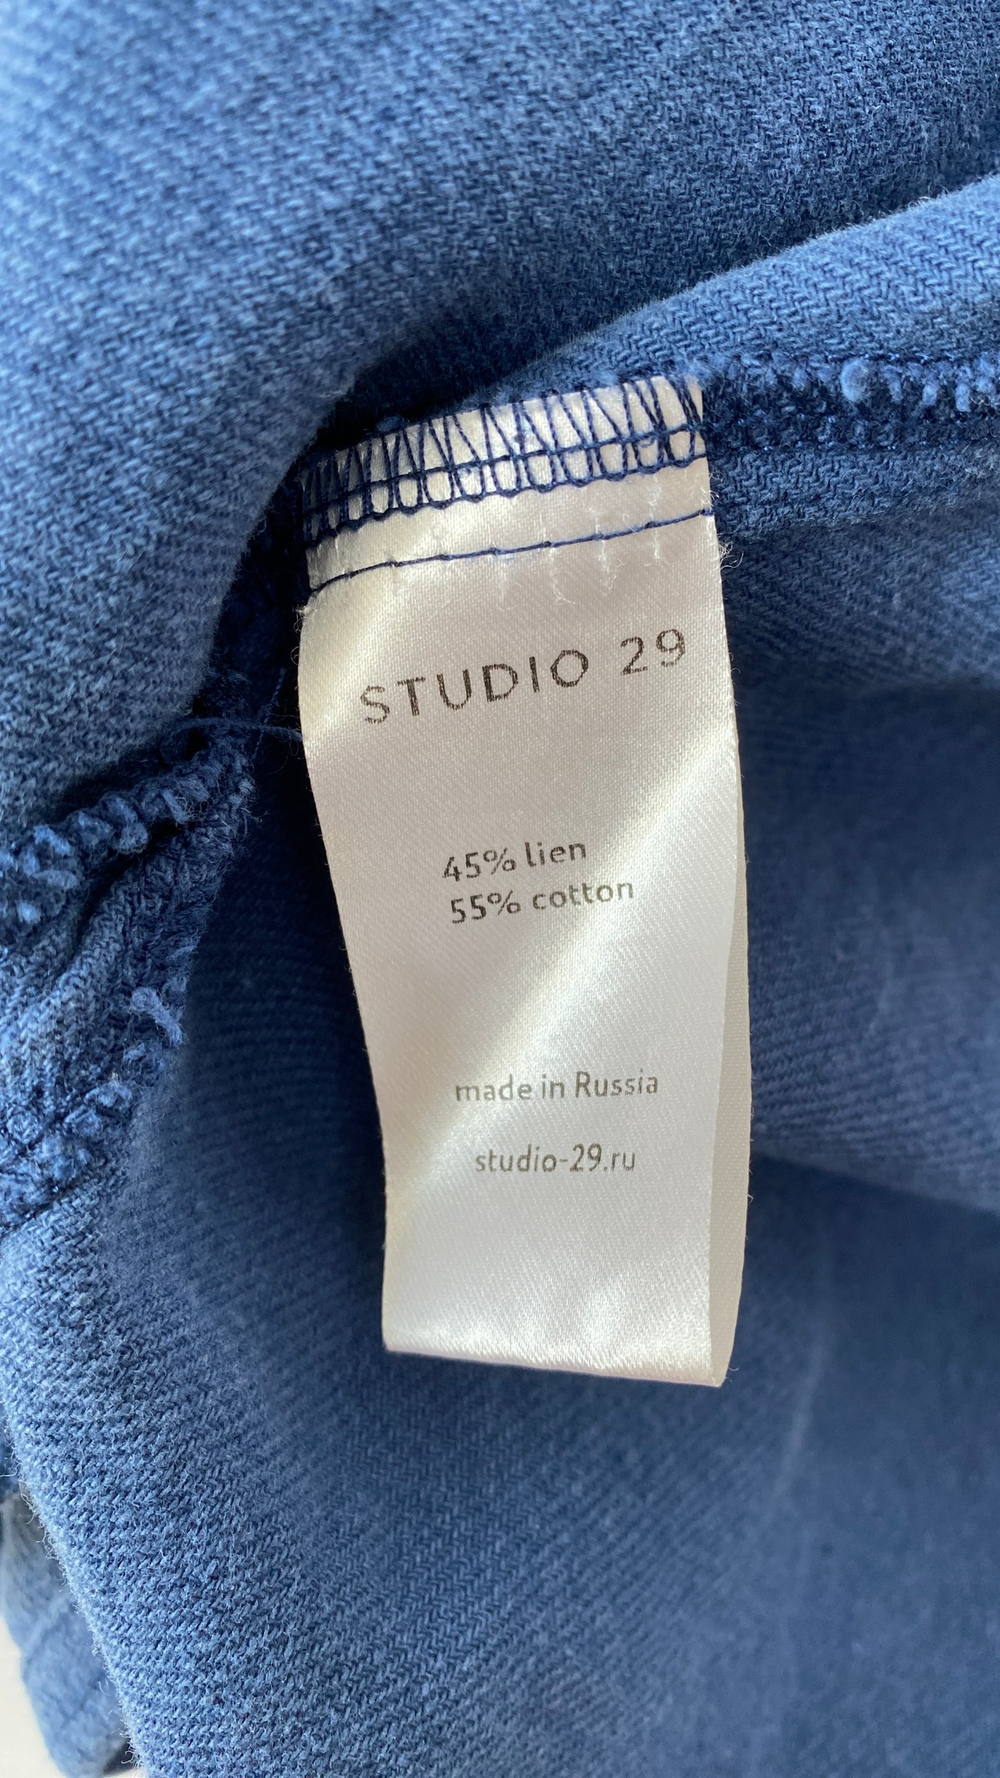 STUDIO 29
45% lien
55% cotton
made in Russia
studio-29.ru